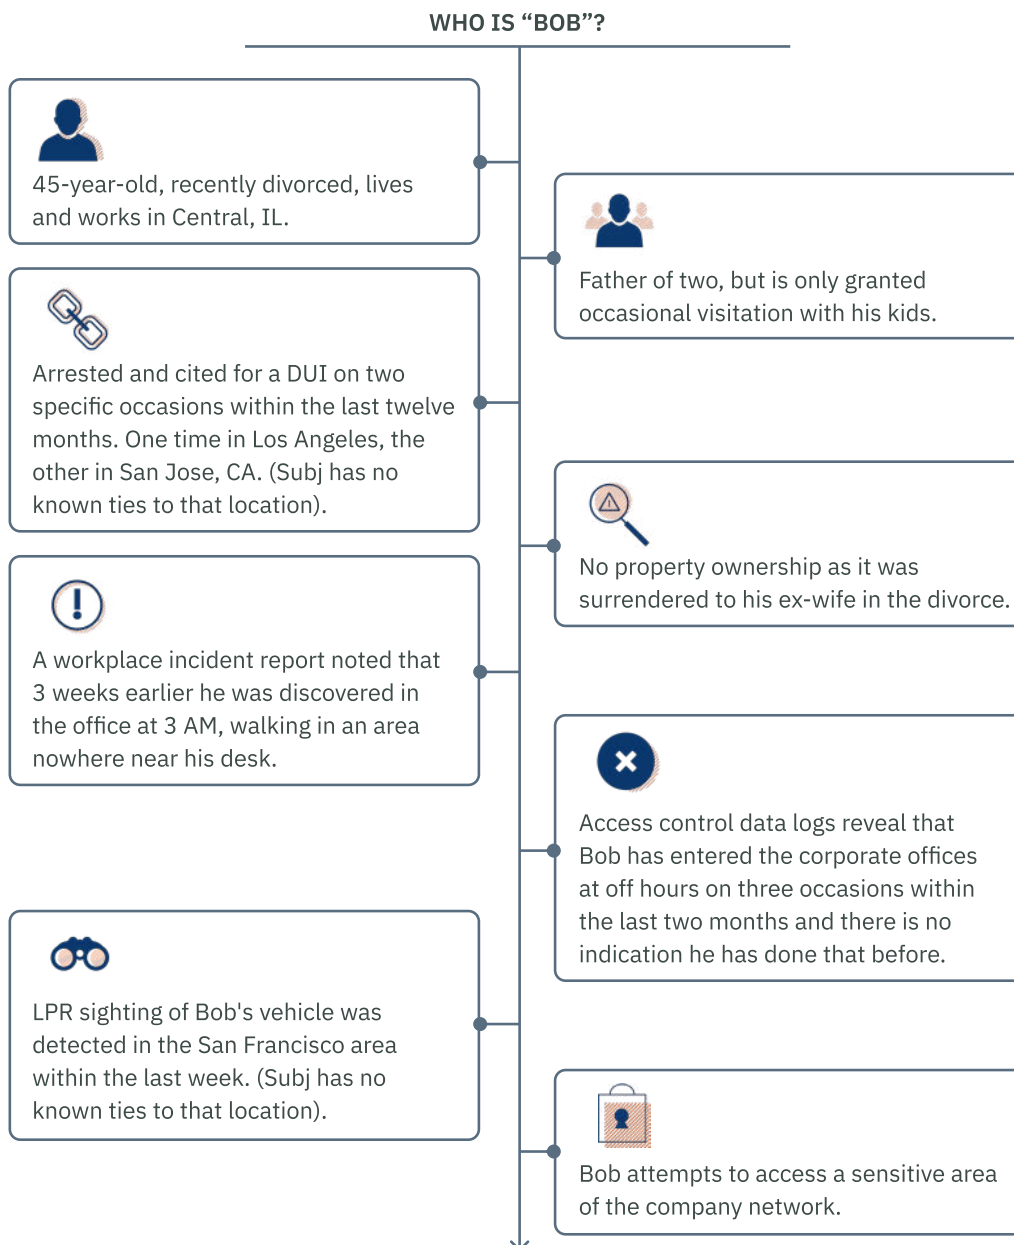 WHO IS “BOB”?
45-year-old, recently divorced, lives
and works in Central, IL.
Father of two, but is only granted
occasional visitation with his kids.
Arrested and cited for a DUI on two
specific occasions within the last twelve
months. One time in Los Angeles, the
other in San Jose, CA. (Subj has no
known ties to that location).
No property ownership as it was
surrendered to his ex-wife in the divorce.
A workplace incident report noted that
3 weeks earlier he was discovered in
the office at 3 AM, walking in an area
nowhere near his desk.
Access control data logs reveal that
Bob has entered the corporate offices
at off hours on three occasions within
the last two months and there is no
indication he has done that before.
LPR sighting of Bob's vehicle was
detected in the San Francisco area
within the last week. (Subj has no
known ties to that location).
Bob attempts to access a sensitive area
of the company network.